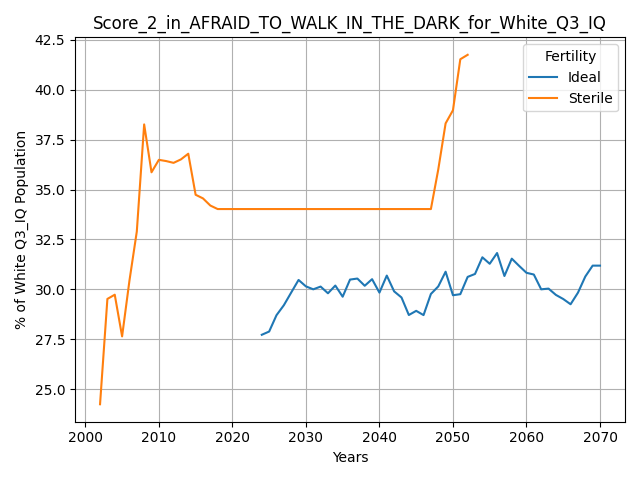 Score_2_in_AFRAID_TO_WALK_IN_THE_DARK_for_White_Q3_IQ
42.5
40.0
37.5
35.0
32.5
30.0
27.5
25.0
% of White Q3_IQ Population
Fertility
Ideal
Sterile
2000 2010 2020 2030 2040 2050 2060 2070
Years